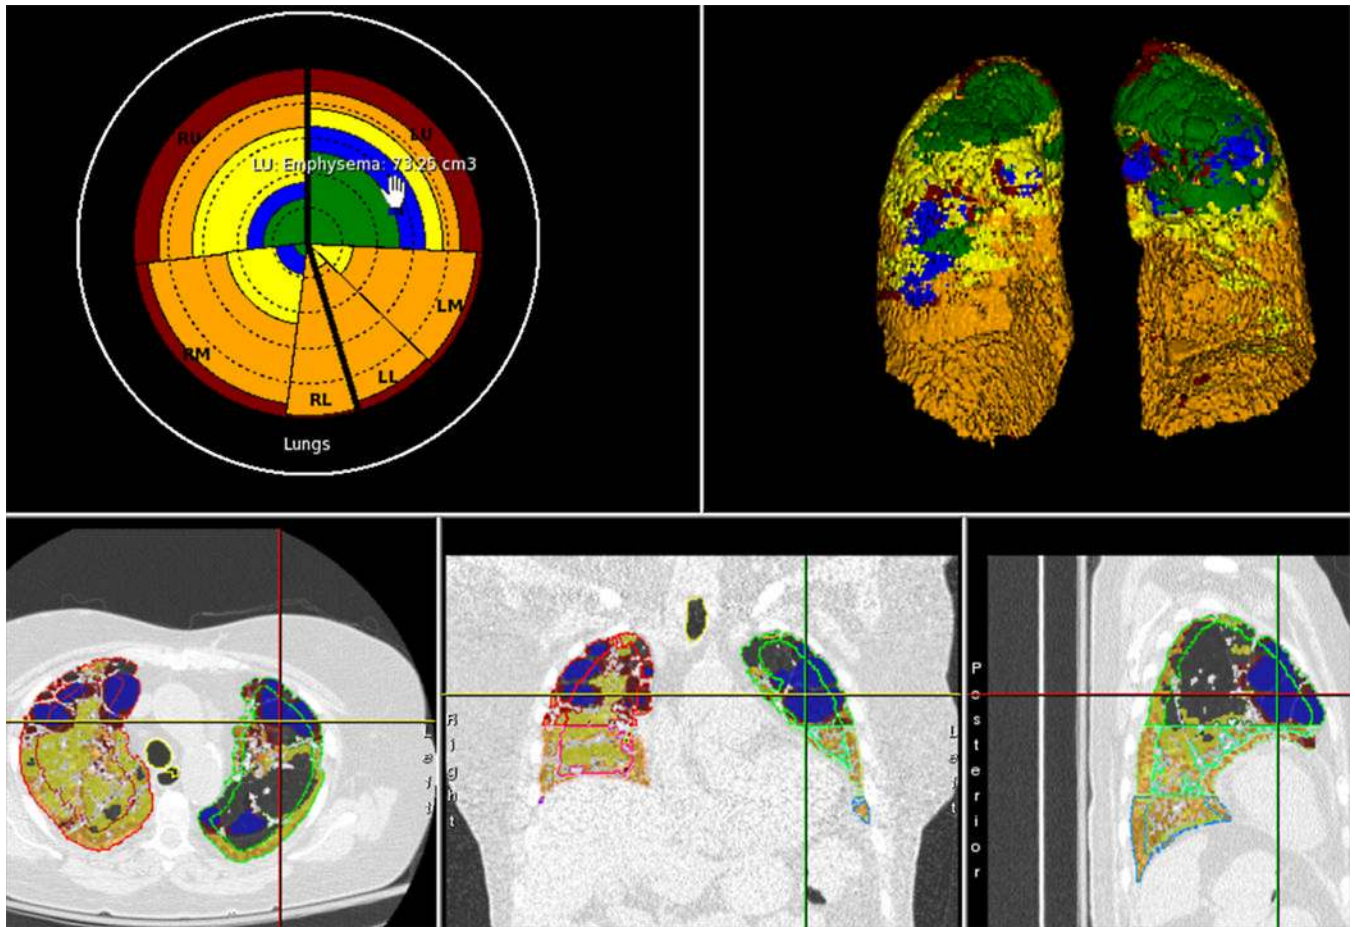 RU
LU
LU: Emphysema: 73.25 cm3
LM
RM
LL
RL
Lungs
Left
Right
Left
Posterior